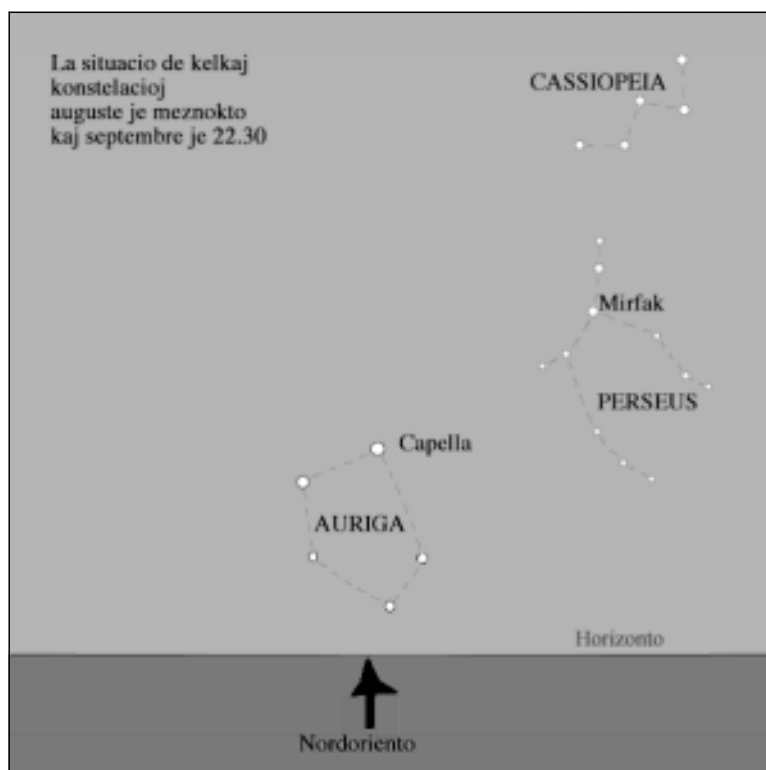 La situacio de kelkaj
konstelacioj
auguste je meznokto
kaj septembre je 22.30
CASSIOPEIA
Mirfak
PERSEUS
Capella
AURIGA
Horizonto
Nordoriento